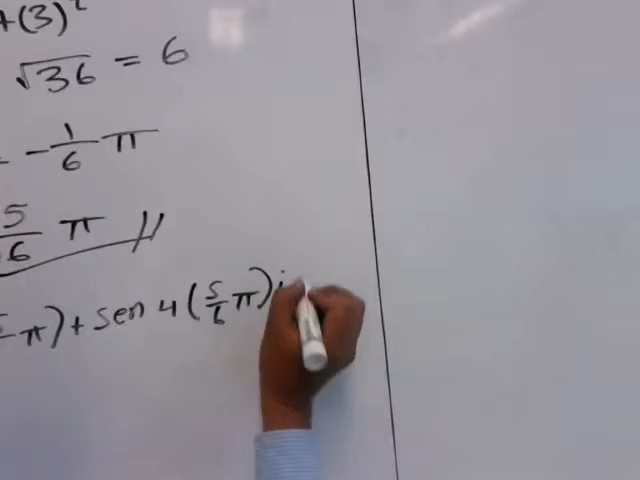 +(3)²
√36 = 6
- 1/6 π
5/6 π //
π) + sen 4 (5/6 π) i